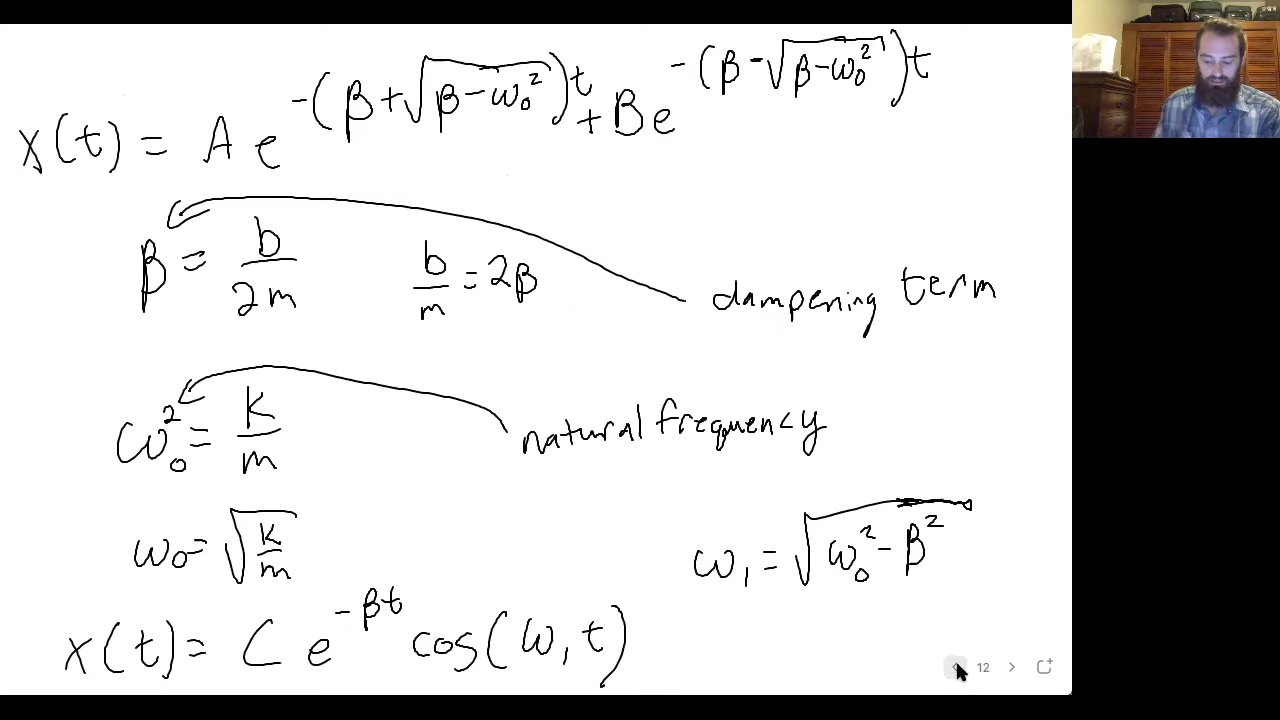 x(t) = A e^{-(β+√(β-ω₀²))t} + B e^{-(β-√(β-ω₀²))t}
β = b/2m b/m = 2β dampening term
ω₀² = k/m natural frequency
ω₀ = √(k/m) ω₁ = √(ω₀² - β²)
x(t) = C e^{-βt} cos(ω₁t)
12